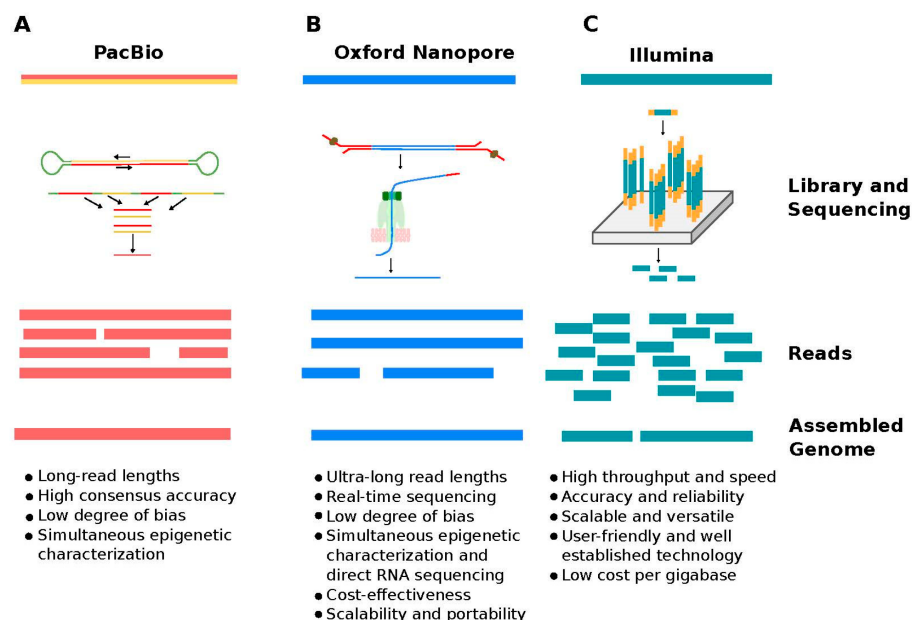 A
PacBio
B
Oxford Nanopore
C
Illumina
Library and
Sequencing
Reads
Assembled
Genome
● Long-read lengths
● High consensus accuracy
● Low degree of bias
● Simultaneous epigenetic
characterization
● Ultra-long read lengths
● Real-time sequencing
● Low degree of bias
● Simultaneous epigenetic
characterization and
direct RNA sequencing
● Cost-effectiveness
● Scalability and portability
● High throughput and speed
● Accuracy and reliability
● Scalable and versatile
● User-friendly and well
established technology
● Low cost per gigabase